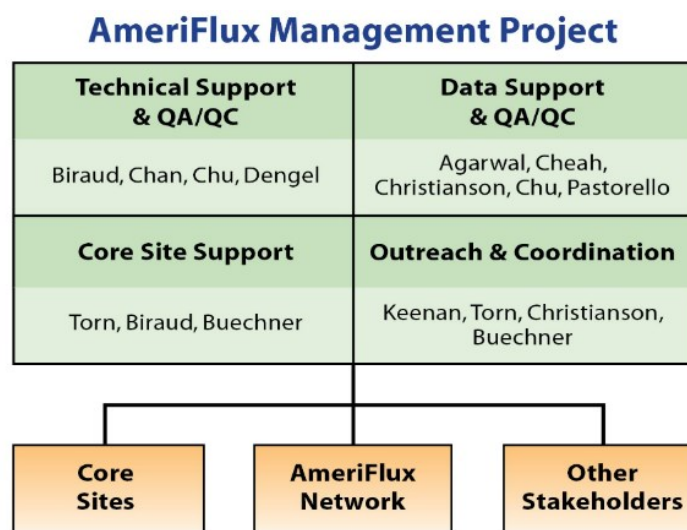 AmeriFlux Management Project
Technical Support
& QA/QC
Biraud, Chan, Chu, Dengel
Data Support
& QA/QC
Agarwal, Cheah,
Christianson, Chu, Pastorello
Core Site Support
Torn, Biraud, Buechner
Outreach & Coordination
Keenan, Torn, Christianson,
Buechner
Core
Sites
AmeriFlux
Network
Other
Stakeholders